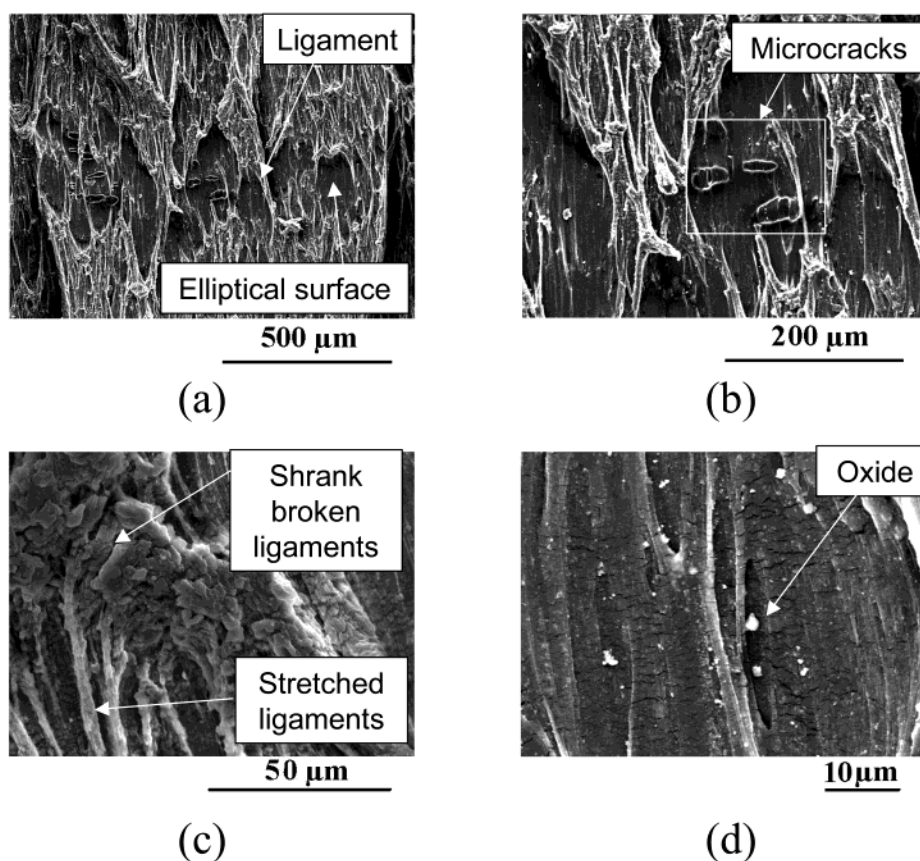 Ligament
Elliptical surface
500 µm
(a)
Microcracks
200 µm
(b)
Shrank
broken
ligaments
Stretched
ligaments
50 µm
(c)
Oxide
10µm
(d)